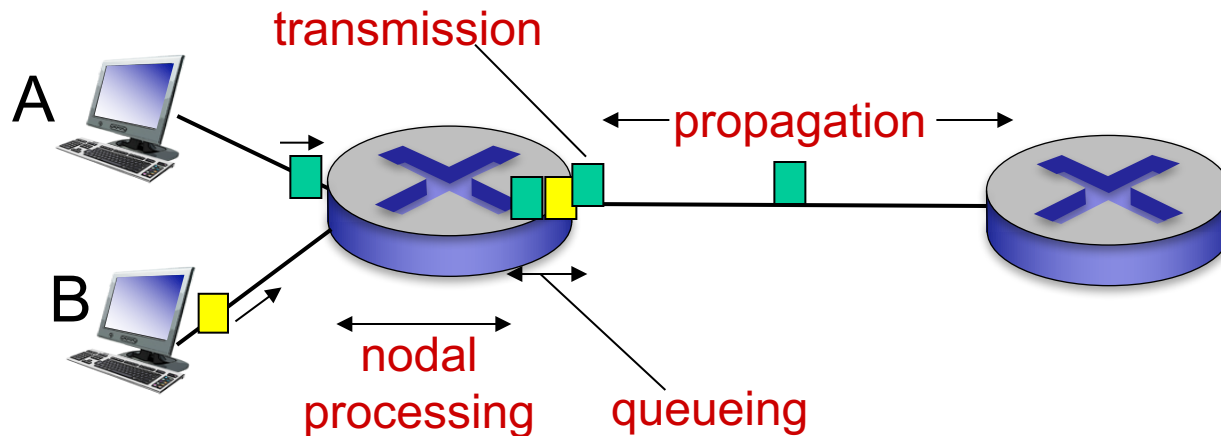 transmission
A
propagation
B
nodal
processing
queueing